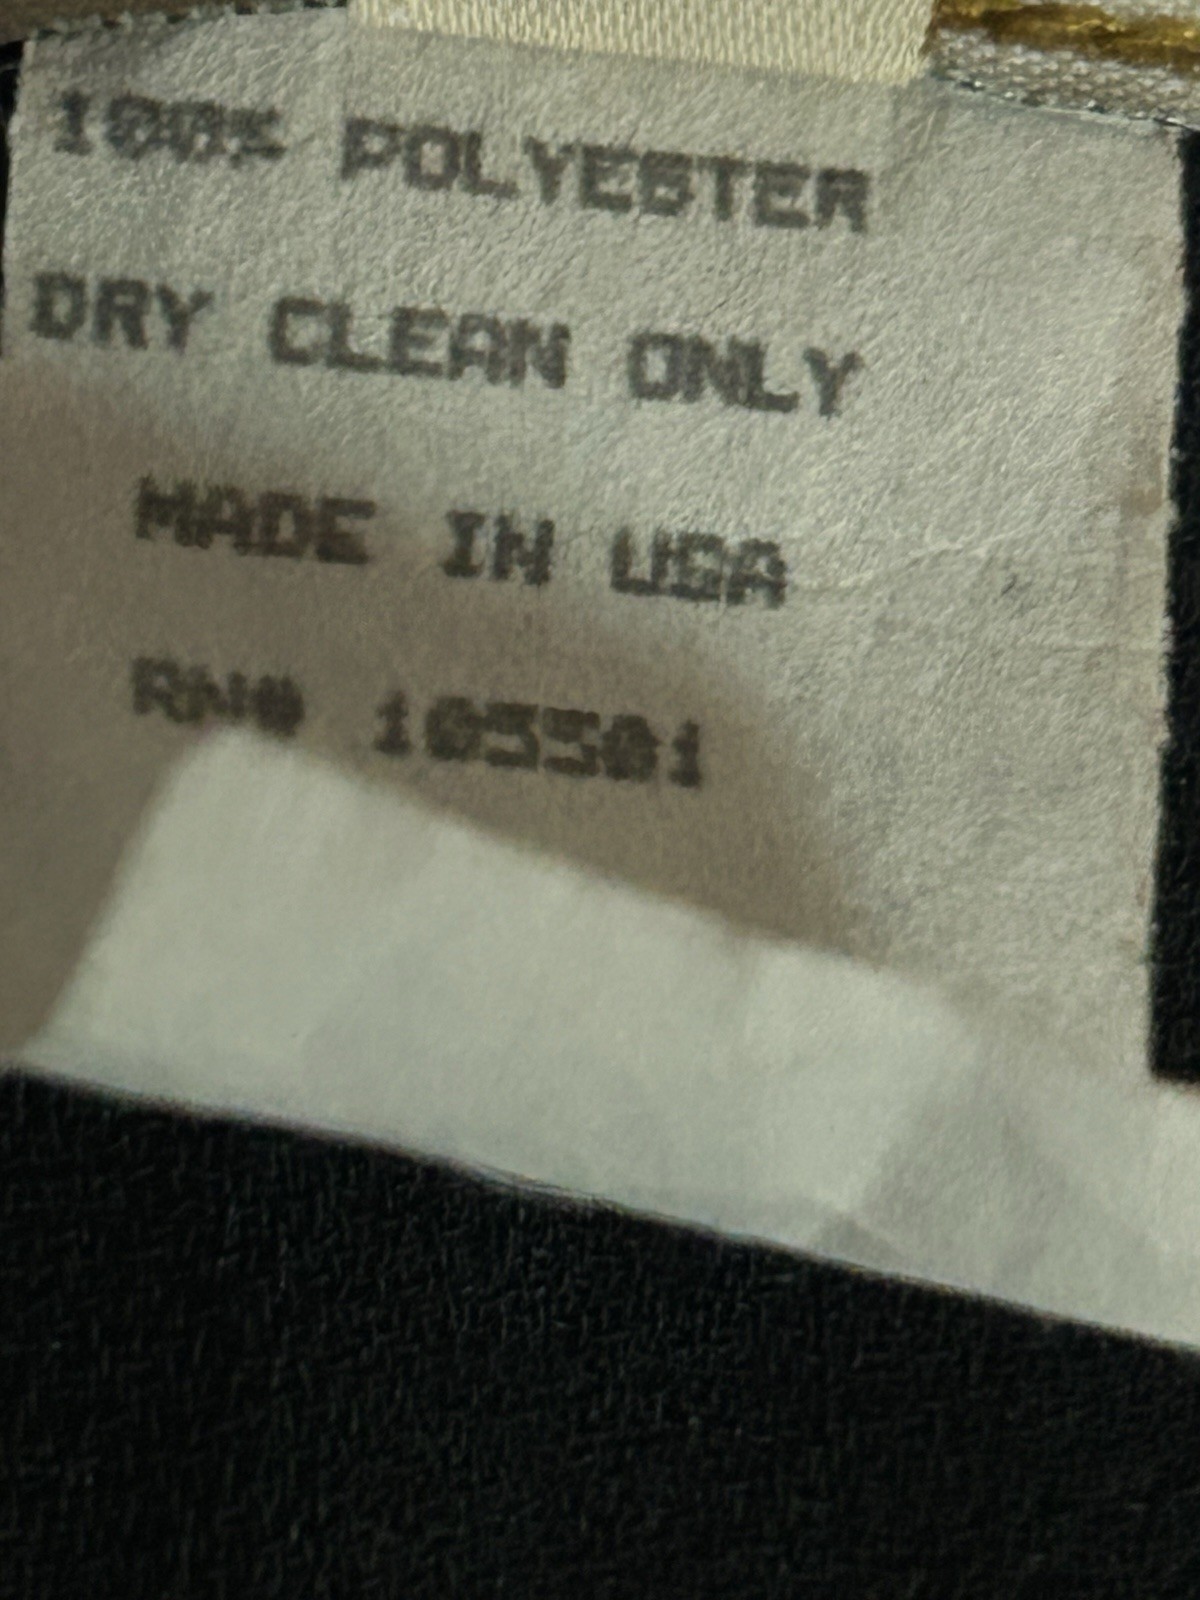 100% POLYESTER
DRY CLEAN ONLY
MADE IN USA
RN# 105501